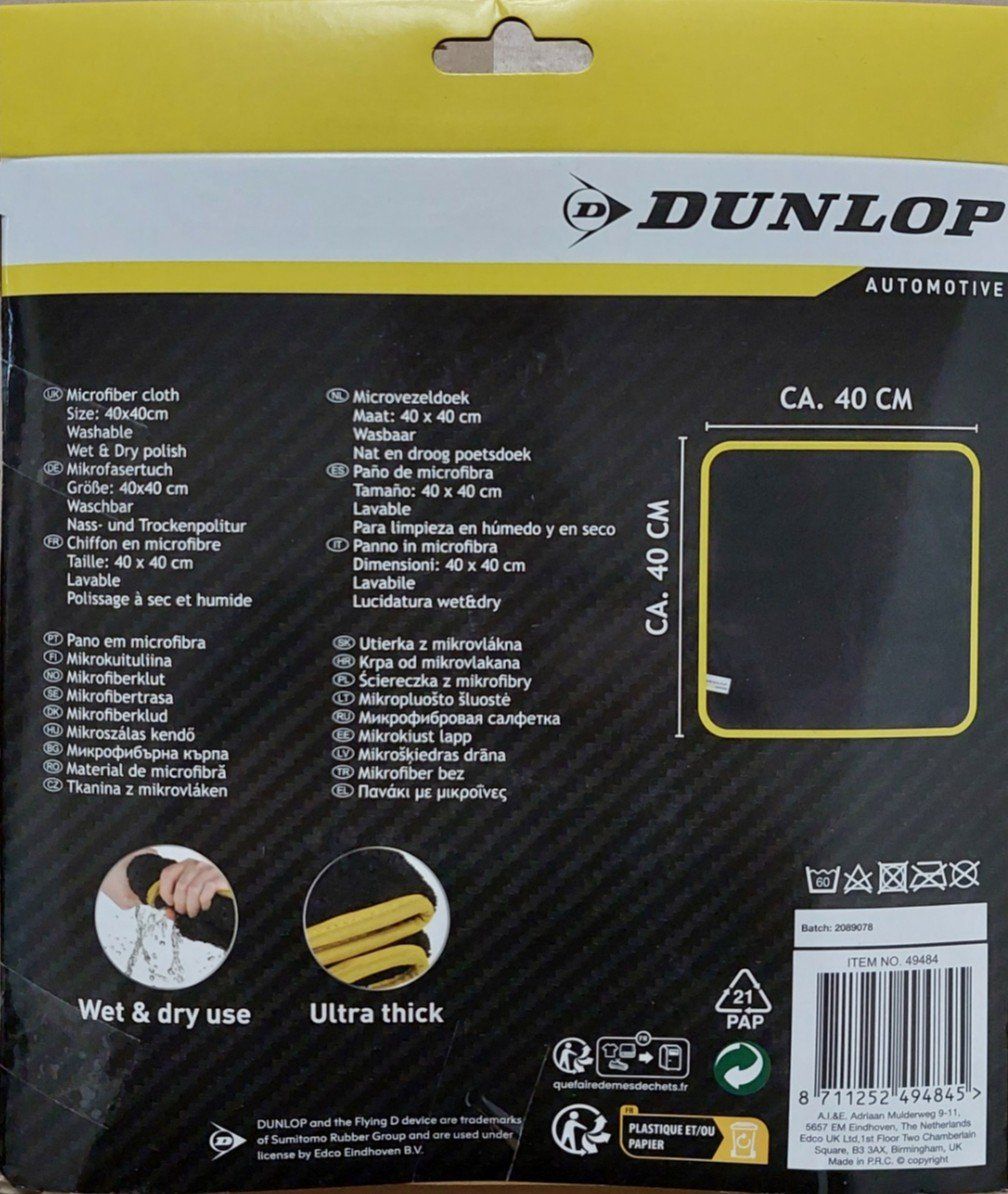 DUNLOP
AUTOMOTIVE
UK Microfiber cloth
Size: 40x40cm
Washable
Wet & Dry polish
DE Mikrofasertuch
Größe: 40x40 cm
Waschbar
Nass- und Trockenpolitur
FR Chiffon en microfibre
Taille: 40 x 40 cm
Lavable
Polissage à sec et humide
NL Microvezeldoek
Maat: 40 x 40 cm
Wasbaar
Nat en droog poetsdoek
ES Paño de microfibra
Tamaño: 40 x 40 cm
Lavable
Para limpieza en húmedo y en seco
IT Panno in microfibra
Dimensioni: 40 x 40 cm
Lavabile
Lucidatura wet&dry
PT Pano em microfibra
FI Mikrokuituliina
NO Mikrofiberklut
SE Mikrofibertrasa
DK Mikrofiberklud
HU Mikroszálas kendő
BG Микрофибърна кърпа
RO Material de microfibră
CZ Tkanina z mikrovláken
SK Utierka z mikrovlákna
HR Krpa od mikrovlakana
PL Ściereczka z mikrofibry
LT Mikropluošto šluostė
RU Микрофибровая салфетка
EE Mikrokiust lapp
LV Mikrošķiedras drāna
TR Mikrofiber bez
EL Πανάκι με μικροΐνες
CA. 40 CM
CA. 40 CM
Wet & dry use
Ultra thick
60
Batch: 2089078
ITEM NO. 49484
8 711252 494845 >
A.I.&E. Adriaan Mulderweg 9-11,
5657 EM Eindhoven, The Netherlands
Edco UK Ltd,1st Floor Two Chamberlain
Square, B3 3AX, Birmingham, UK
Made in P.R.C. © copyright
21
PAP
FR
quefairedemesdechets.fr
FR
PLASTIQUE ET/OU
PAPIER
D
DUNLOP and the Flying D device are trademarks
of Sumitomo Rubber Group and are used under
license by Edco Eindhoven B.V.